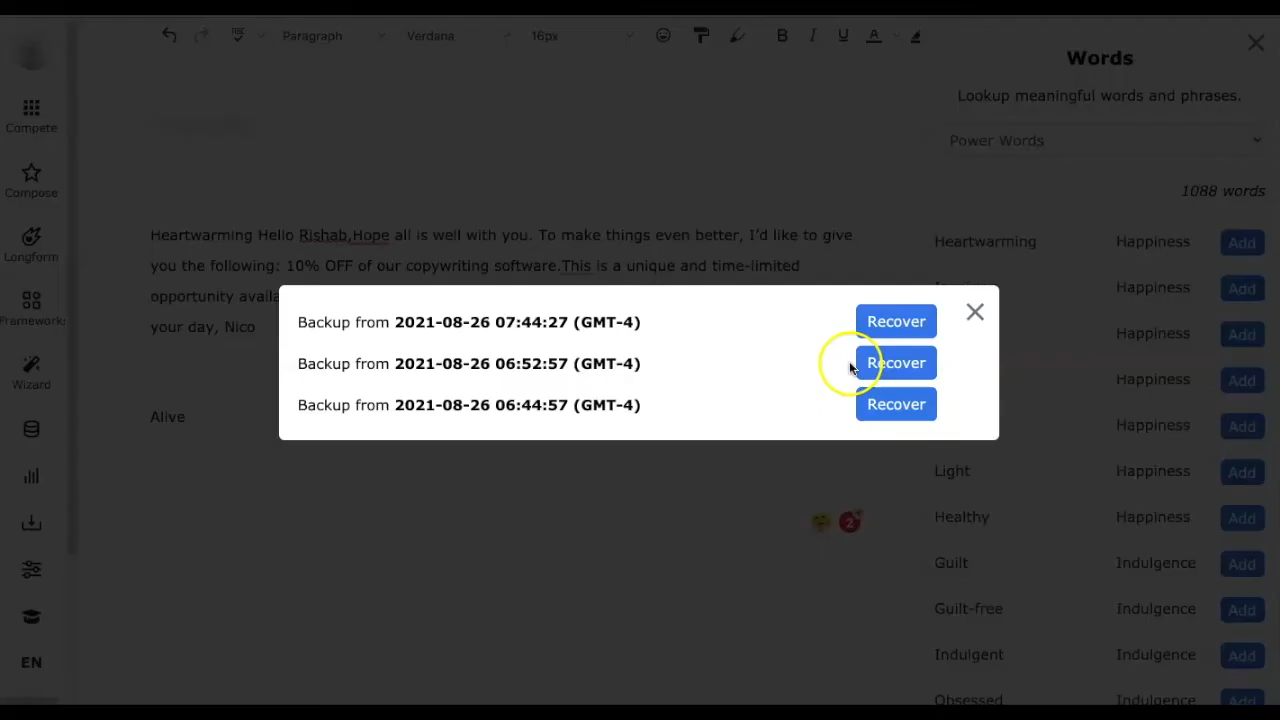 Paragraph
Verdana
16px
B
I
U
A
Words
Lookup meaningful words and phrases.
Power Words
1088 words
Compete
Compose
Longform
Frameworks
Wizard
EN
Heartwarming Hello Rishab,Hope all is well with you. To make things even better, I'd like to give
you the following: 10% OFF of our copywriting software.This is a unique and time-limited
opportunity
your day, Nico
Alive
Backup from 2021-08-26 07:44:27 (GMT-4) Recover
Backup from 2021-08-26 06:52:57 (GMT-4) Recover
Backup from 2021-08-26 06:44:57 (GMT-4) Recover
2
Heartwarming Happiness Add
Happiness Add
Happiness Add
Happiness Add
Happiness Add
Light Happiness Add
Healthy Happiness Add
Guilt Indulgence Add
Guilt-free Indulgence Add
Indulgent Indulgence Add
Obsessed Indulgence Add